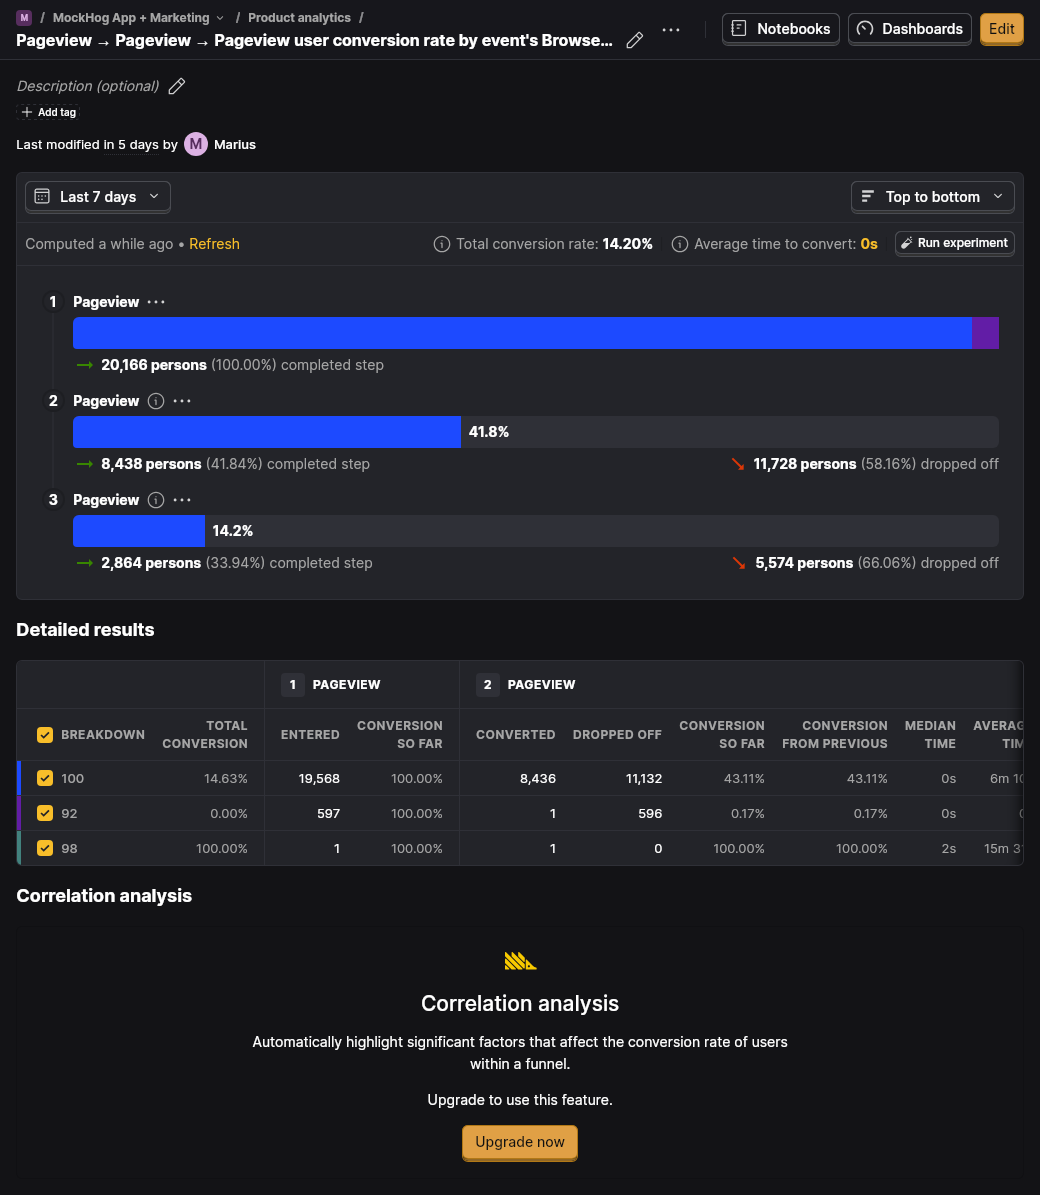 M / MockHog App + Marketing / Product analytics /
Pageview → Pageview → Pageview user conversion rate by event's Browse...
Notebooks
Dashboards
Edit
Description (optional)
Add tag
Last modified in 5 days by M Marius
Last 7 days
Top to bottom
Computed a while ago • Refresh
Total conversion rate: 14.20%
Average time to convert: 0s
Run experiment
1 Pageview
20,166 persons (100.00%) completed step
2 Pageview
41.8%
8,438 persons (41.84%) completed step
11,728 persons (58.16%) dropped off
3 Pageview
14.2%
2,864 persons (33.94%) completed step
5,574 persons (66.06%) dropped off
Detailed results
1 PAGEVIEW
2 PAGEVIEW
BREAKDOWN
TOTAL
CONVERSION
ENTERED
CONVERSION
SO FAR
CONVERTED
DROPPED OFF
CONVERSION
SO FAR
CONVERSION
FROM PREVIOUS
MEDIAN
TIME
100 14.63% 19,568 100.00% 8,436 11,132 43.11% 43.11% 0s 6m
92 0.00% 597 100.00% 1 596 0.17% 0.17% 0s
98 100.00% 1 100.00% 1 0 100.00% 100.00% 2s 15m
Correlation analysis
Correlation analysis
Automatically highlight significant factors that affect the conversion rate of users
within a funnel.
Upgrade to use this feature.
Upgrade now